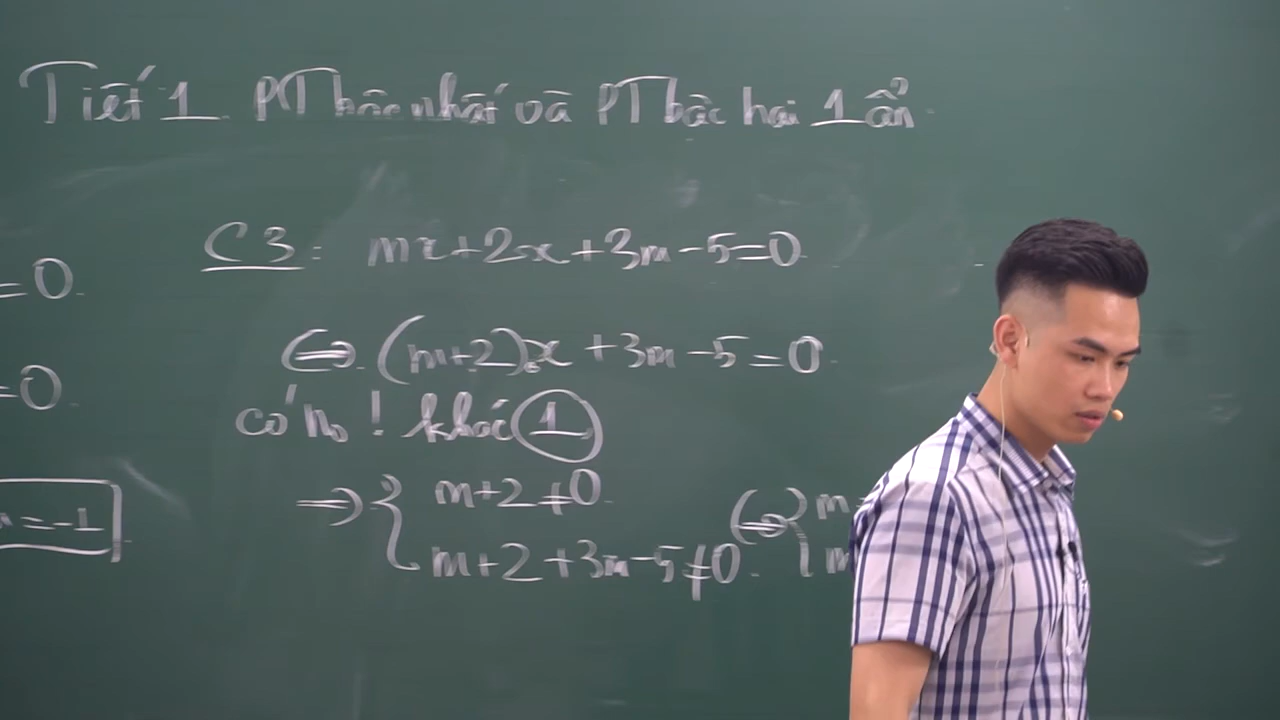 Tiết 1. PT bậc nhất và PT bậc hai 1 ẩn.
C3: mx+2x+3m-5=0
=0.
⇔ (m+2)x+3m-5=0.
=0.
có n₀! khác 1
⇒ { m+2≠0. ⇔ { m
=-1
m+2+3m-5≠0. m